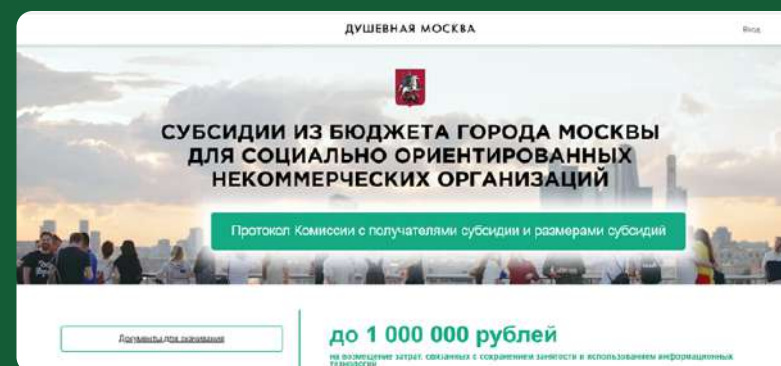 ДУШЕВНАЯ МОСКВА
Вход
СУБСИДИИ ИЗ БЮДЖЕТА ГОРОДА МОСКВЫ
ДЛЯ СОЦИАЛЬНО ОРИЕНТИРОВАННЫХ
НЕКОММЕРЧЕСКИХ ОРГАНИЗАЦИЙ
Протокол Комиссии с получателями субсидии и размерами субсидий
Документы для скачивания
до 1 000 000 рублей
на возмещение затрат, связанных с сохранением занятости и использованием информационных
технологий